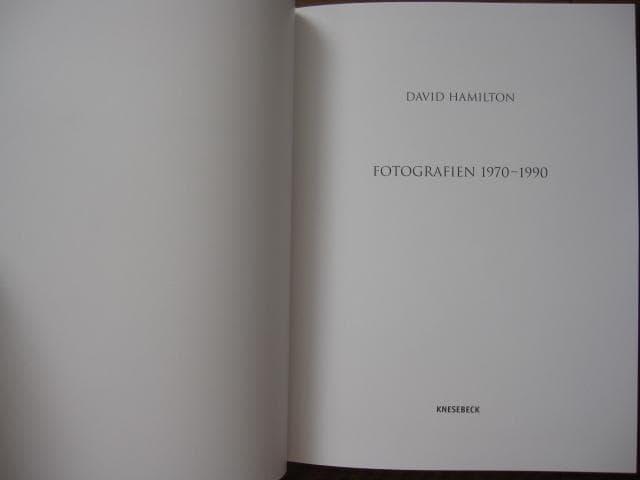 DAVID HAMILTON
FOTOGRAFIEN 1970–1990
KNESEBECK